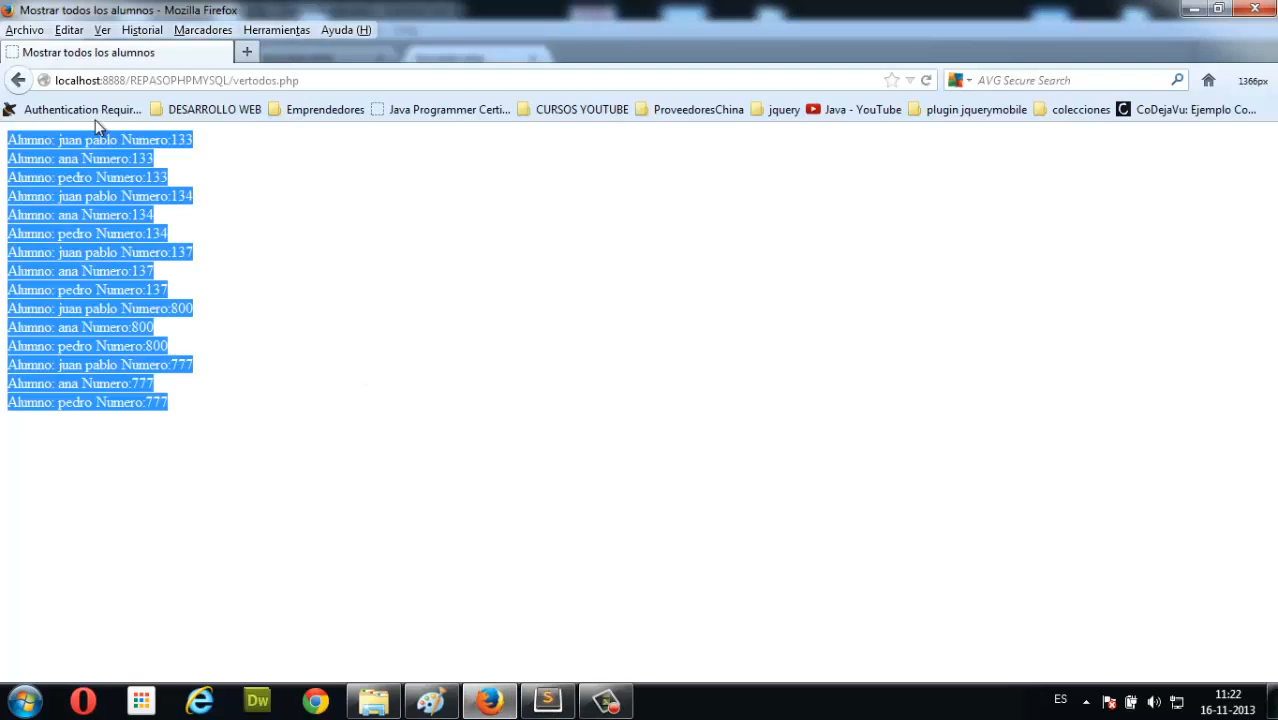 Mostrar todos los alumnos - Mozilla Firefox
Archivo Editar Ver Historial Marcadores Herramientas Ayuda (H)
Mostrar todos los alumnos +
localhost:8888/REPASOPHPMYSQL/vertodos.php AVG Secure Search 1366px
Authentication Requir... DESARROLLO WEB Emprendedores Java Programmer Certi... CURSOS YOUTUBE ProveedoresChina jquery Java - YouTube plugin jquerymobile colecciones C CoDejaVu: Ejemplo Co...
Alumno: juan pablo Numero:133
Alumno: ana Numero:133
Alumno: pedro Numero:133
Alumno: juan pablo Numero:134
Alumno: ana Numero:134
Alumno: pedro Numero:134
Alumno: juan pablo Numero:137
Alumno: ana Numero:137
Alumno: pedro Numero:137
Alumno: juan pablo Numero:800
Alumno: ana Numero:800
Alumno: pedro Numero:800
Alumno: juan pablo Numero:777
Alumno: ana Numero:777
Alumno: pedro Numero:777
Dw S ES 11:22
16-11-2013